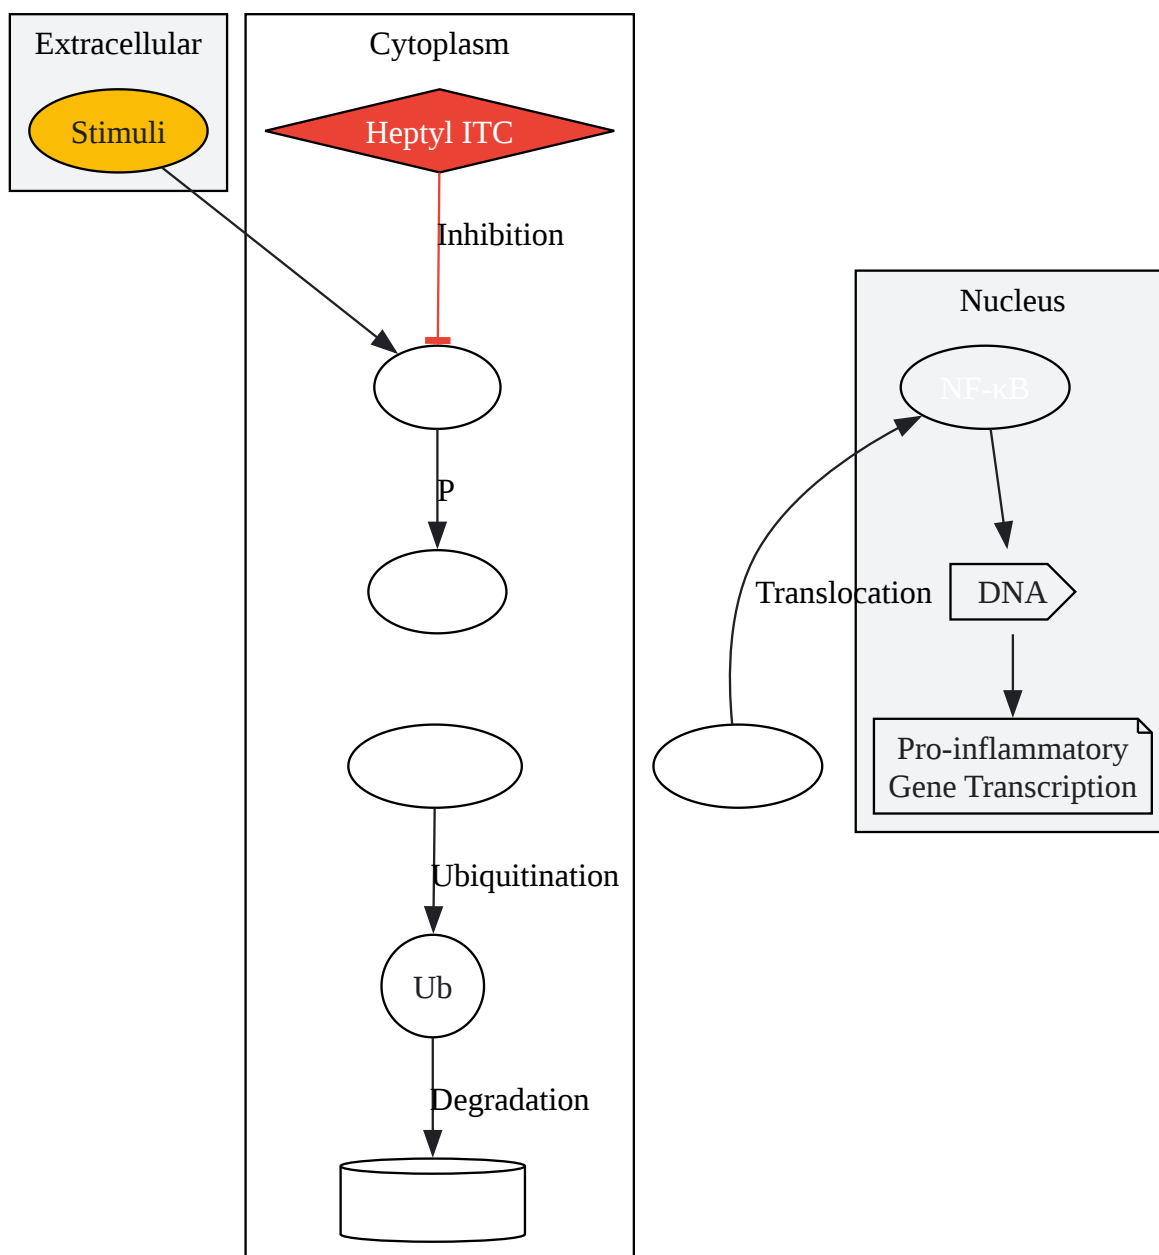 Extracellular
Cytoplasm
Stimuli
Heptyl ITC
Inhibition
Nucleus
NF-κB
P
Translocation
DNA
Pro-inflammatory
Gene Transcription
Ubiquitination
Ub
Degradation